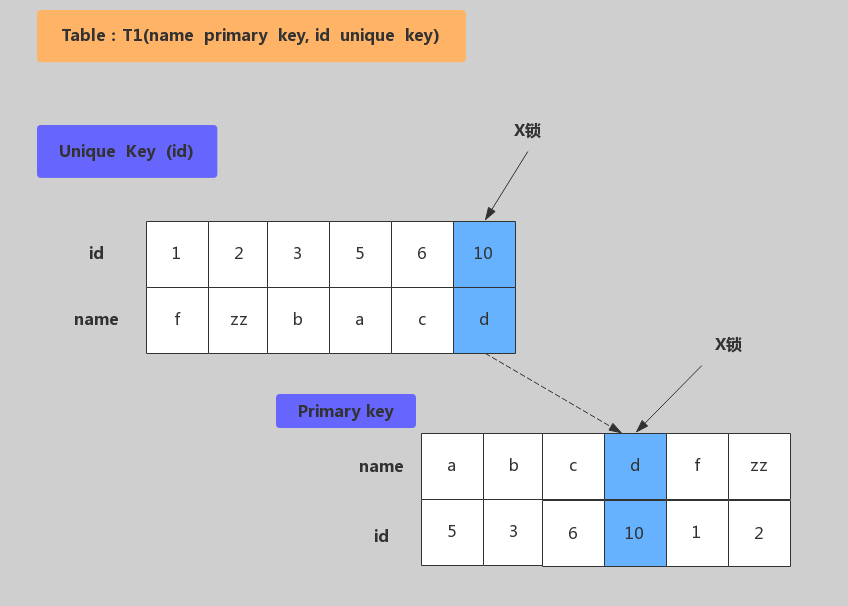 Table : T1(name primary key, id unique key)
X锁
Unique Key (id)
id 1 2 3 5 6 10
name f zz b a c d
X锁
Primary key
name a b c d f zz
id 5 3 6 10 1 2